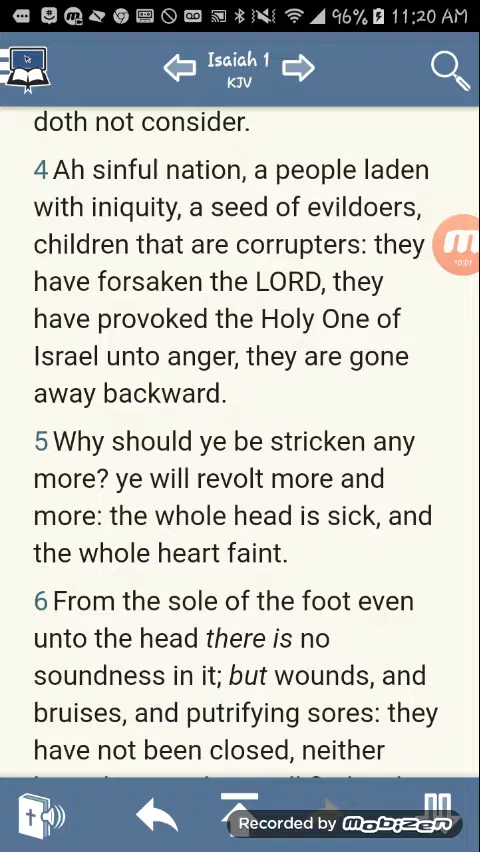 96% 11:20 AM
Isaiah 1
KJV
doth not consider.
4 Ah sinful nation, a people laden
with iniquity, a seed of evildoers,
children that are corrupters: they
have forsaken the LORD, they
have provoked the Holy One of
Israel unto anger, they are gone
away backward.
5 Why should ye be stricken any
more? ye will revolt more and
more: the whole head is sick, and
the whole heart faint.
6 From the sole of the foot even
unto the head there is no
soundness in it; but wounds, and
bruises, and putrifying sores: they
have not been closed, neither
m
10:01
Recorded by mobizen